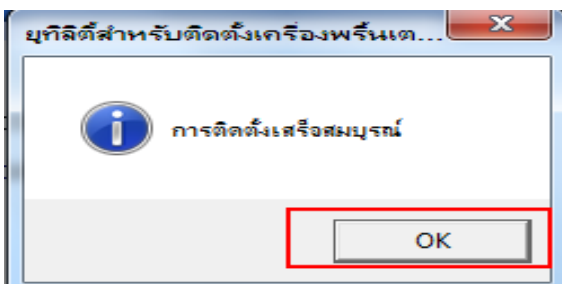 ยูทิลิตี้สำหรับติดตั้งเครื่องพริ้นเต...
การติดตั้งเสร็จสมบูรณ์
OK